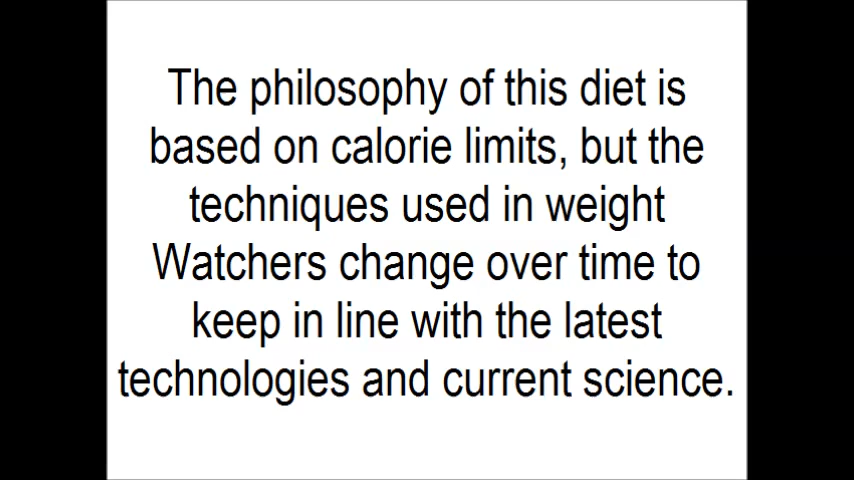 The philosophy of this diet is
based on calorie limits, but the
techniques used in weight
Watchers change over time to
keep in line with the latest
technologies and current science.